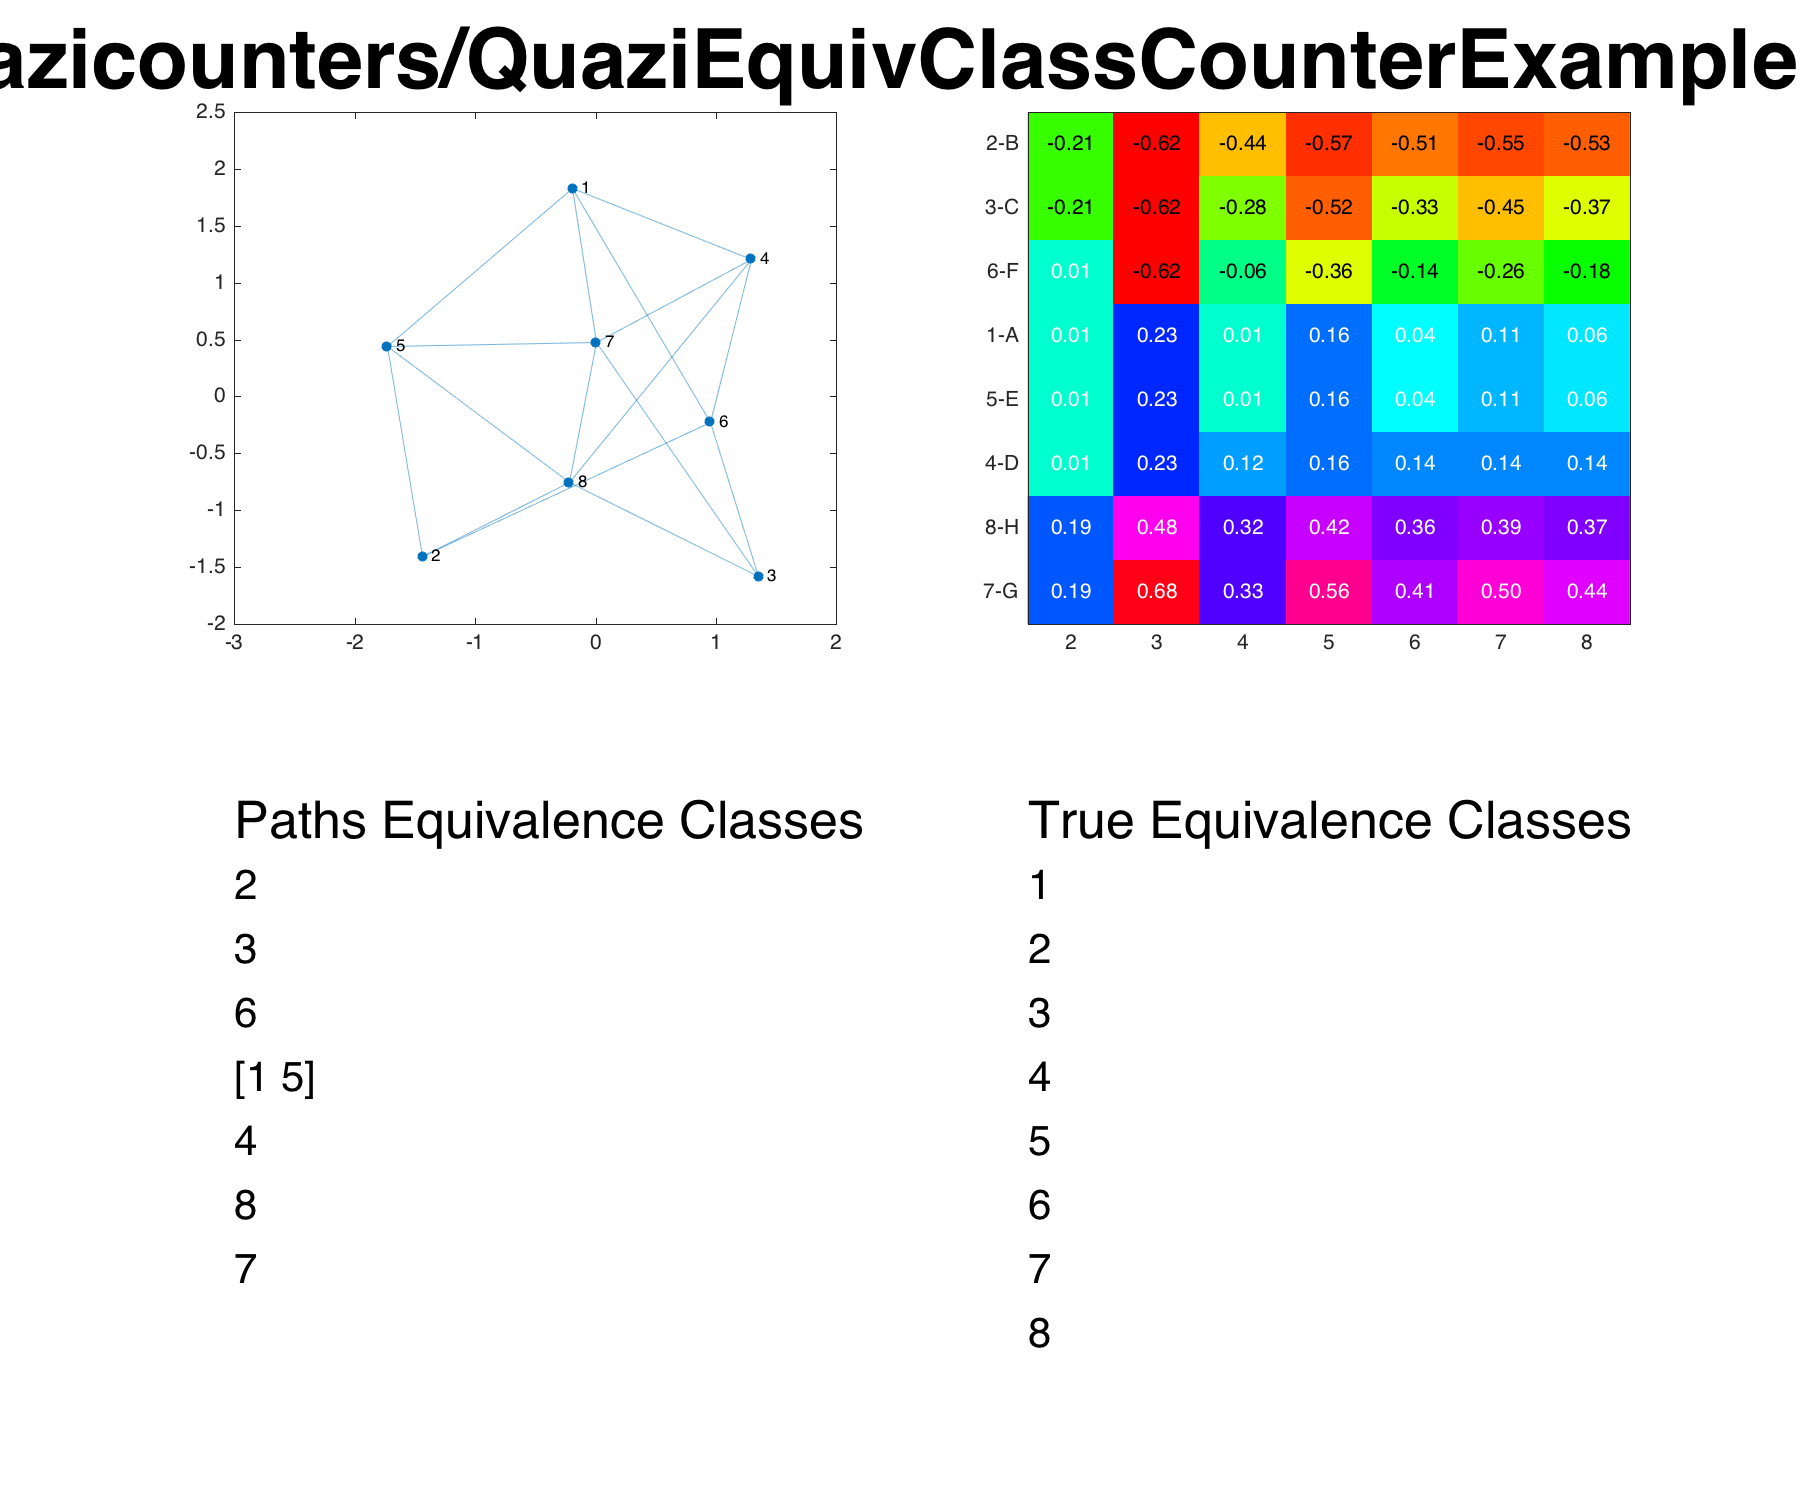 azicounters/QuaziEquivClassCounterExample
2.5
2
1.5
1
0.5
0
-0.5
-1
-1.5
-2
-3 -2 -1 0 1 2
1
4
7
5
6
8
2
3
2-B -0.21 -0.62 -0.44 -0.57 -0.51 -0.55 -0.53
3-C -0.21 -0.62 -0.28 -0.52 -0.33 -0.45 -0.37
6-F 0.01 -0.62 -0.06 -0.36 -0.14 -0.26 -0.18
1-A 0.01 0.23 0.01 0.16 0.04 0.11 0.06
5-E 0.01 0.23 0.01 0.16 0.04 0.11 0.06
4-D 0.01 0.23 0.12 0.16 0.14 0.14 0.14
8-H 0.19 0.48 0.32 0.42 0.36 0.39 0.37
7-G 0.19 0.68 0.33 0.56 0.41 0.50 0.44
2 3 4 5 6 7 8
Paths Equivalence Classes
2
3
6
[1 5]
4
8
7
True Equivalence Classes
1
2
3
4
5
6
7
8